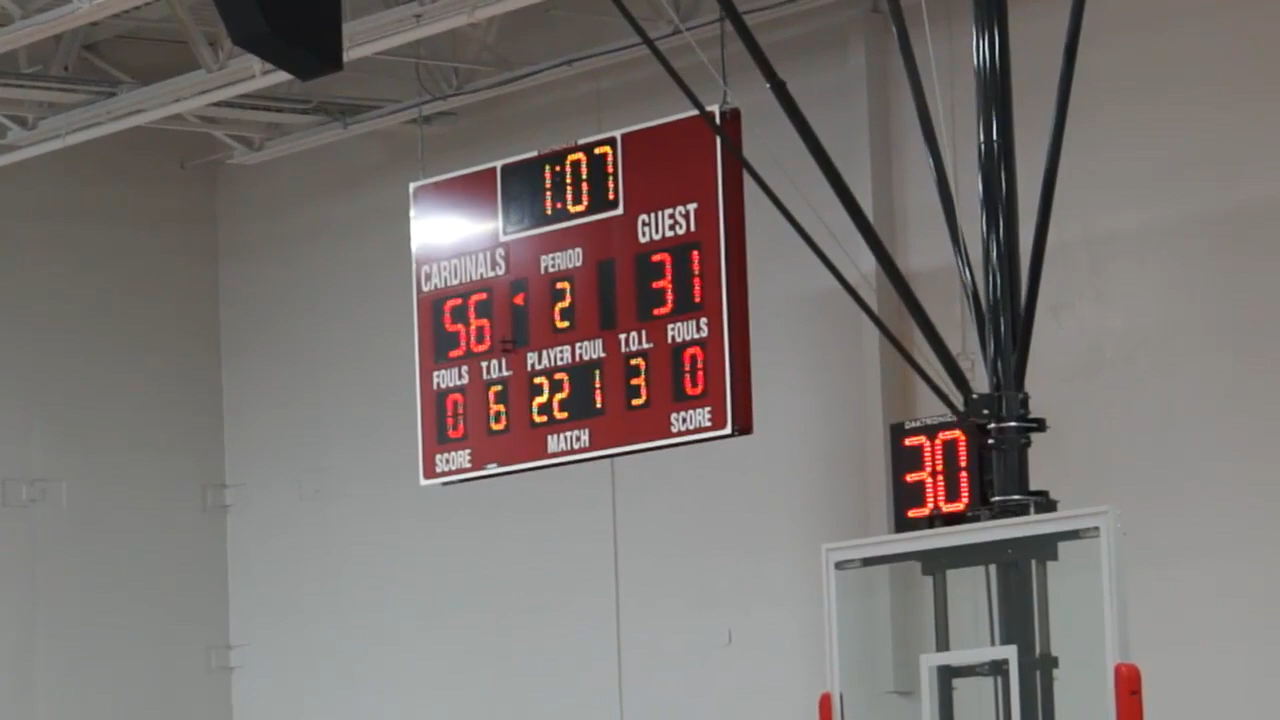 1:07
GUEST
CARDINALS
PERIOD
56 2 31
FOULS T.O.L. PLAYER FOUL T.O.L. FOULS
0 6 22 1 3 0
SCORE MATCH SCORE
DAKTRONICS
30